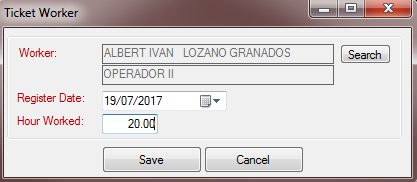 Ticket Worker
Worker: ALBERT IVAN   LOZANO GRANADOS Search
OPERADOR II
Register Date: 19/07/2017
Hour Worked: 20.00
Save Cancel